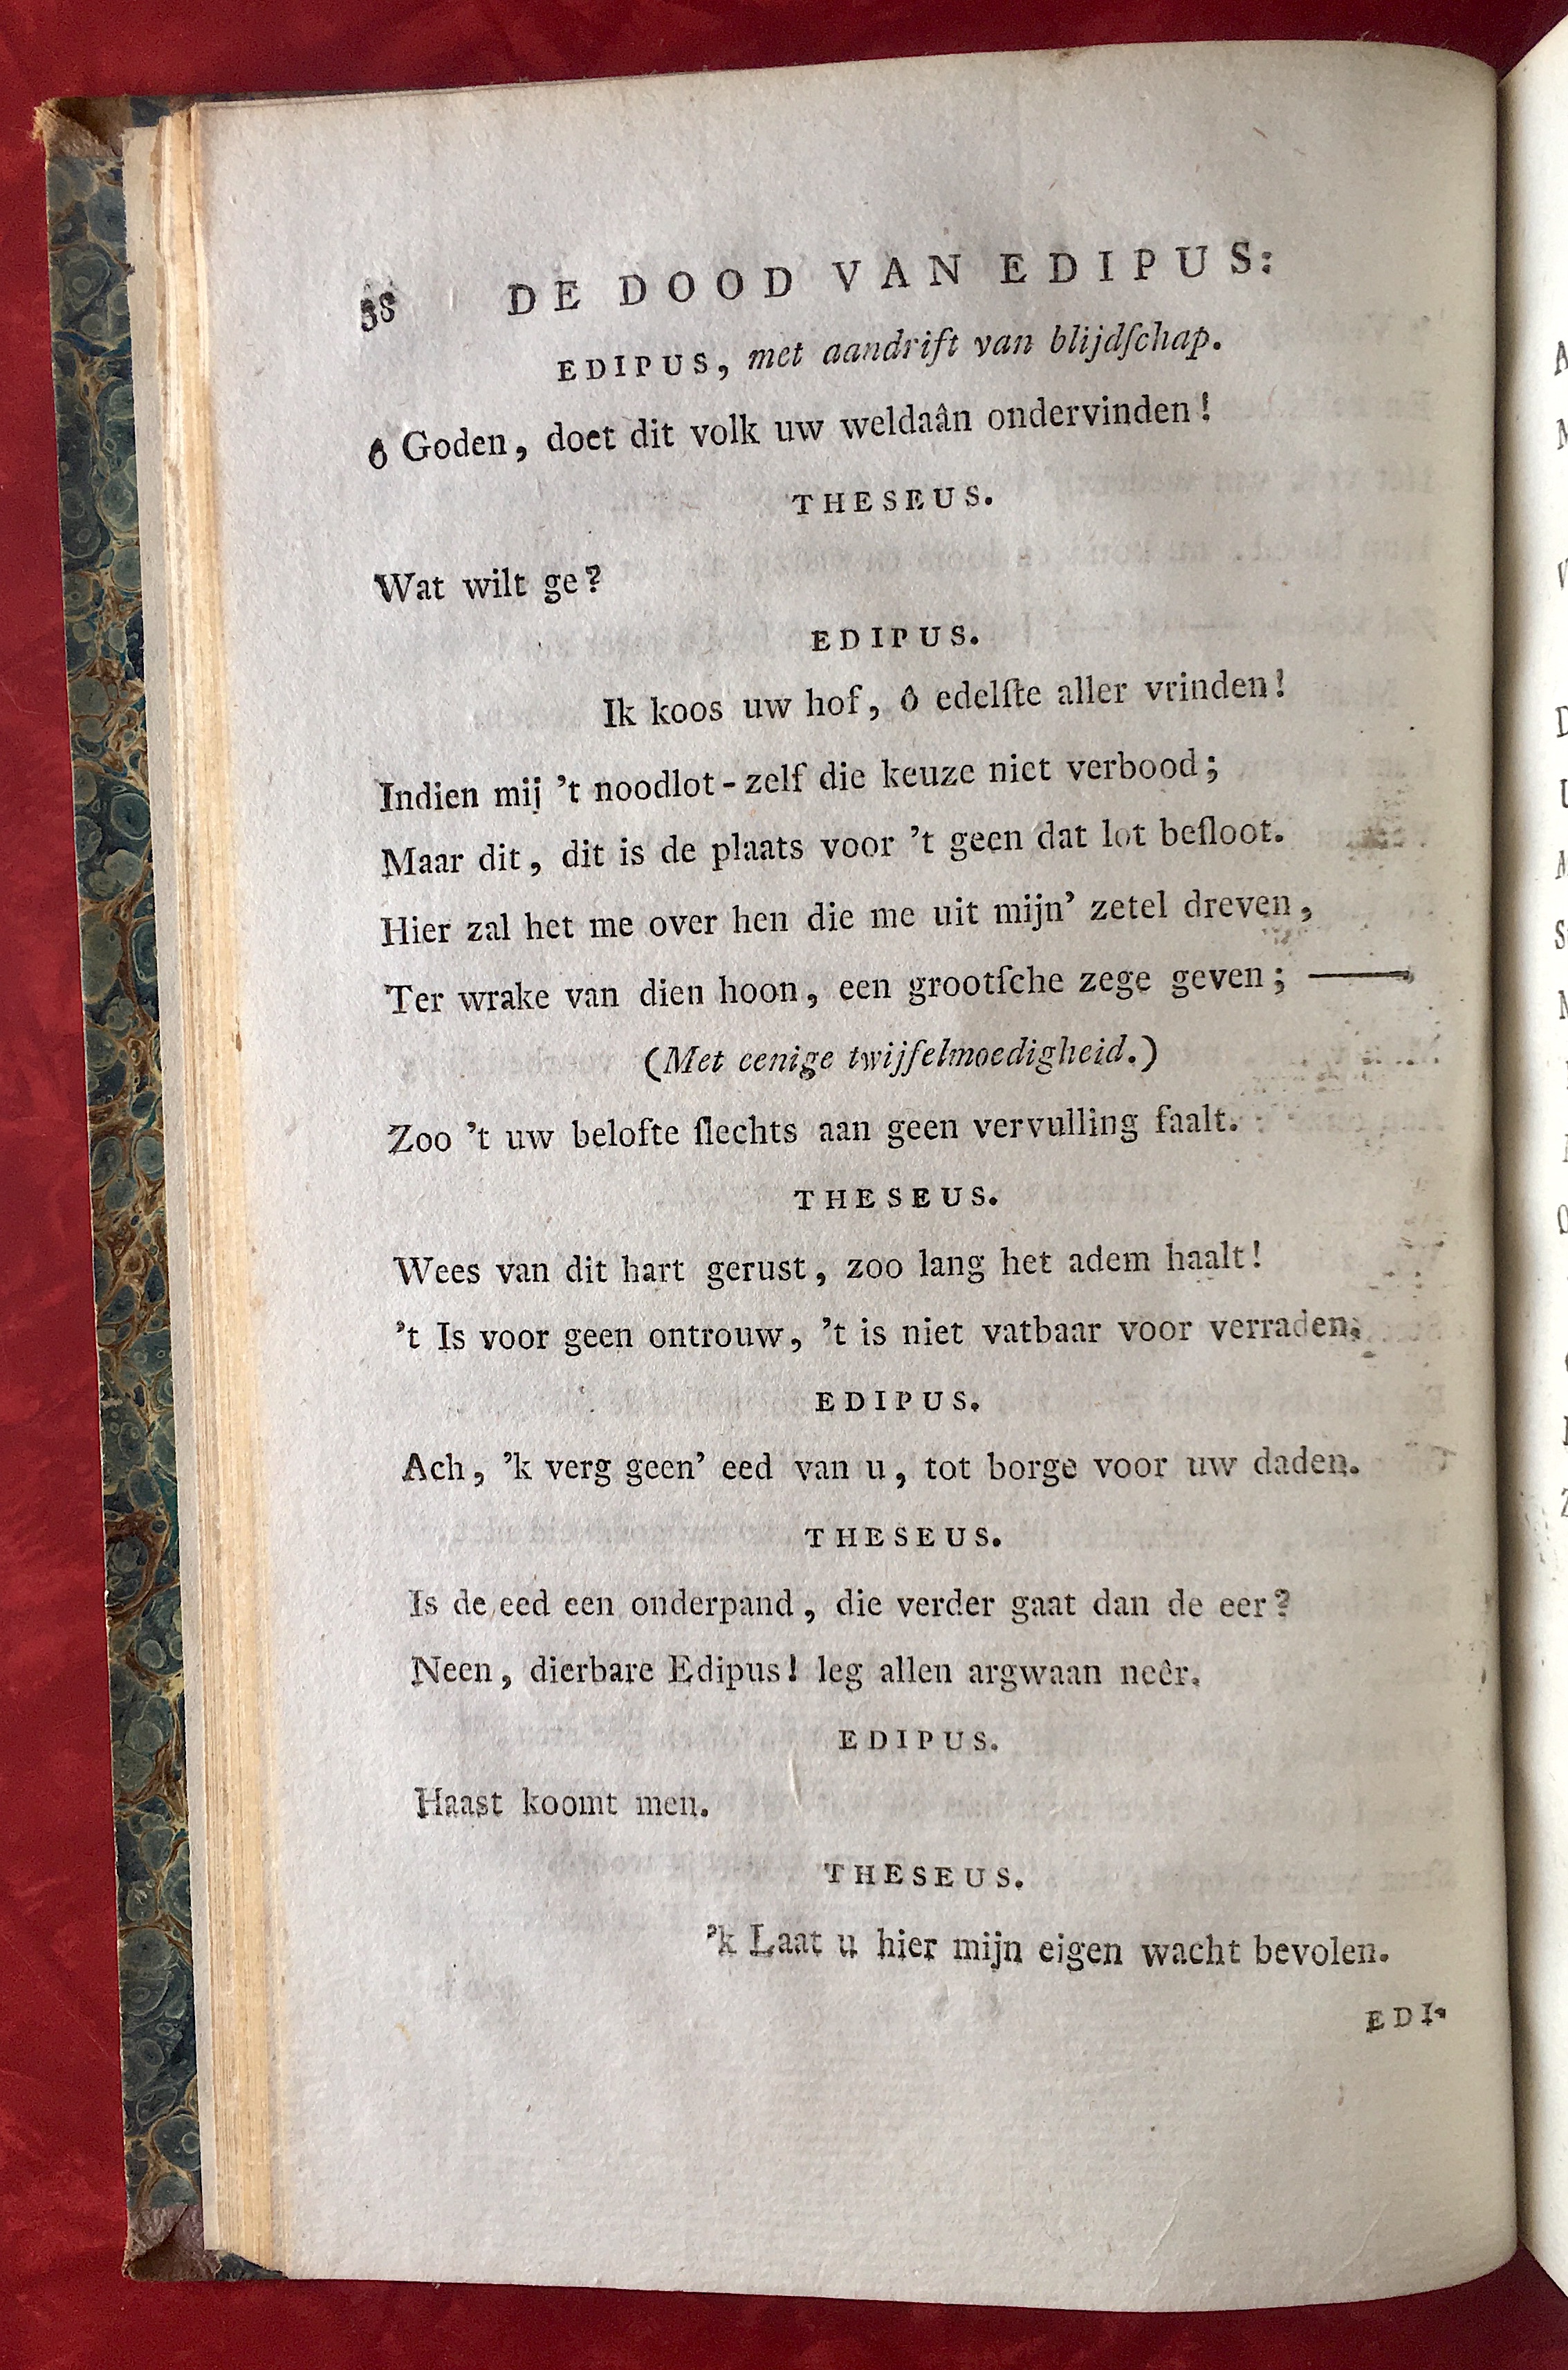 38 DE DOOD VAN EDIPUS:
EDIPUS, met aandrift van blijdſchap.
ô Goden, doet dit volk uw weldaân ondervinden!
THESEUS.
Wat wilt ge?
EDIPUS.
Ik koos uw hof, ô edelſte aller vrinden!
Indien mij 't noodlot-zelf die keuze niet verbood;
Maar dit, dit is de plaats voor 't geen dat lot beſloot.
Hier zal het me over hen die me uit mijn' zetel dreven,
Ter wrake van dien hoon, een grootſche zege geven; ——
(Met eenige twijfelmoedigheid.)
Zoo 't uw belofte ſlechts aan geen vervulling faalt.
THESEUS.
Wees van dit hart gerust, zoo lang het adem haalt!
't Is voor geen ontrouw, 't is niet vatbaar voor verraden.
EDIPUS.
Ach, 'k verg geen' eed van u, tot borge voor uw daden.
THESEUS.
Is de eed een onderpand, die verder gaat dan de eer?
Neen, dierbare Edipus! leg allen argwaan neêr.
EDIPUS.
Haast koomt men.
THESEUS.
'k Laat u hier mijn eigen wacht bevolen.
EDI-